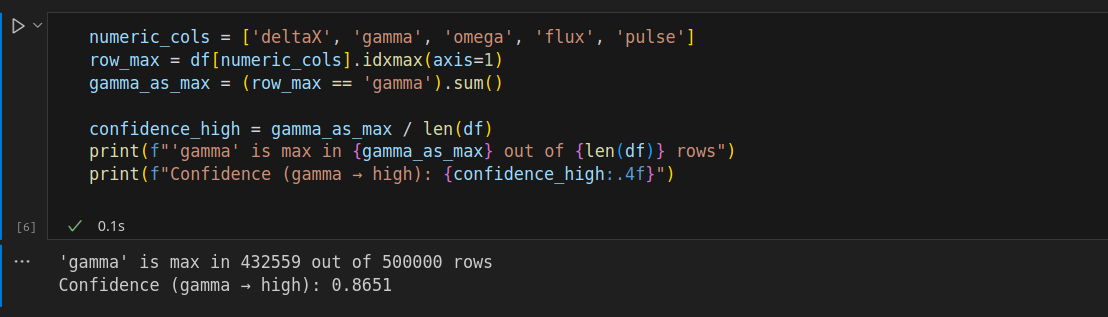 numeric_cols = ['deltaX', 'gamma', 'omega', 'flux', 'pulse']
row_max = df[numeric_cols].idxmax(axis=1)
gamma_as_max = (row_max == 'gamma').sum()
confidence_high = gamma_as_max / len(df)
print(f"'gamma' is max in {gamma_as_max} out of {len(df)} rows")
print(f"Confidence (gamma → high): {confidence_high:.4f}")
[6]
0.1s
'gamma' is max in 432559 out of 500000 rows
Confidence (gamma → high): 0.8651